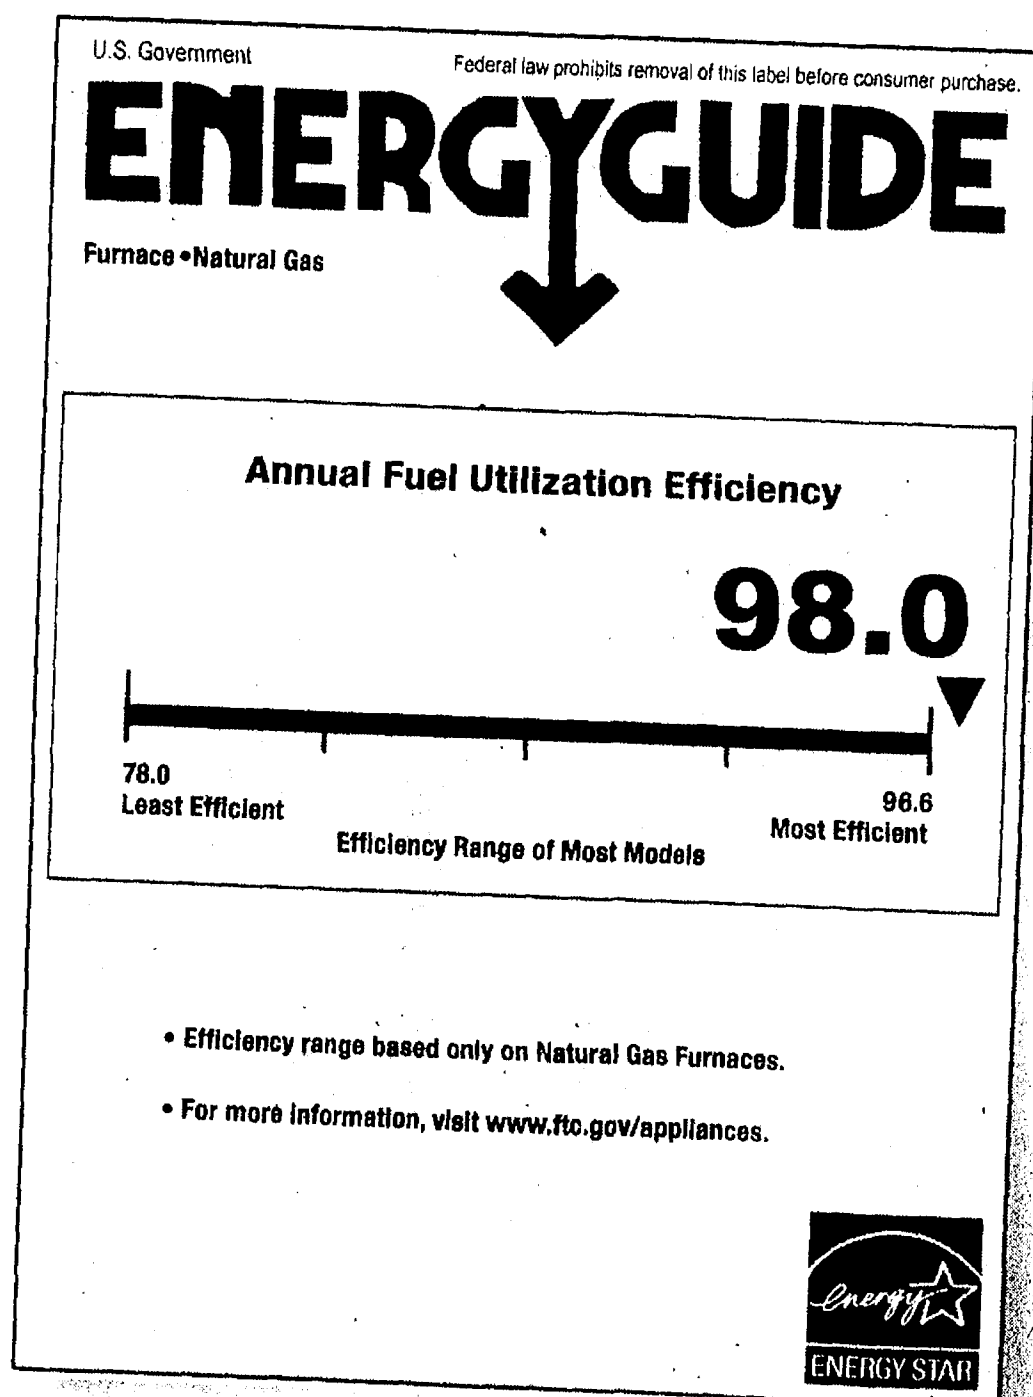 U.S. Government
Federal law prohibits removal of this label before consumer purchase.
ENERGYGUIDE
Furnace •Natural Gas
Annual Fuel Utilization Efficiency
98.0
78.0
Least Efficient
96.6
Most Efficient
Efficiency Range of Most Models
• Efficiency range based only on Natural Gas Furnaces.
• For more information, visit www.ftc.gov/appliances.
energy
ENERGY STAR